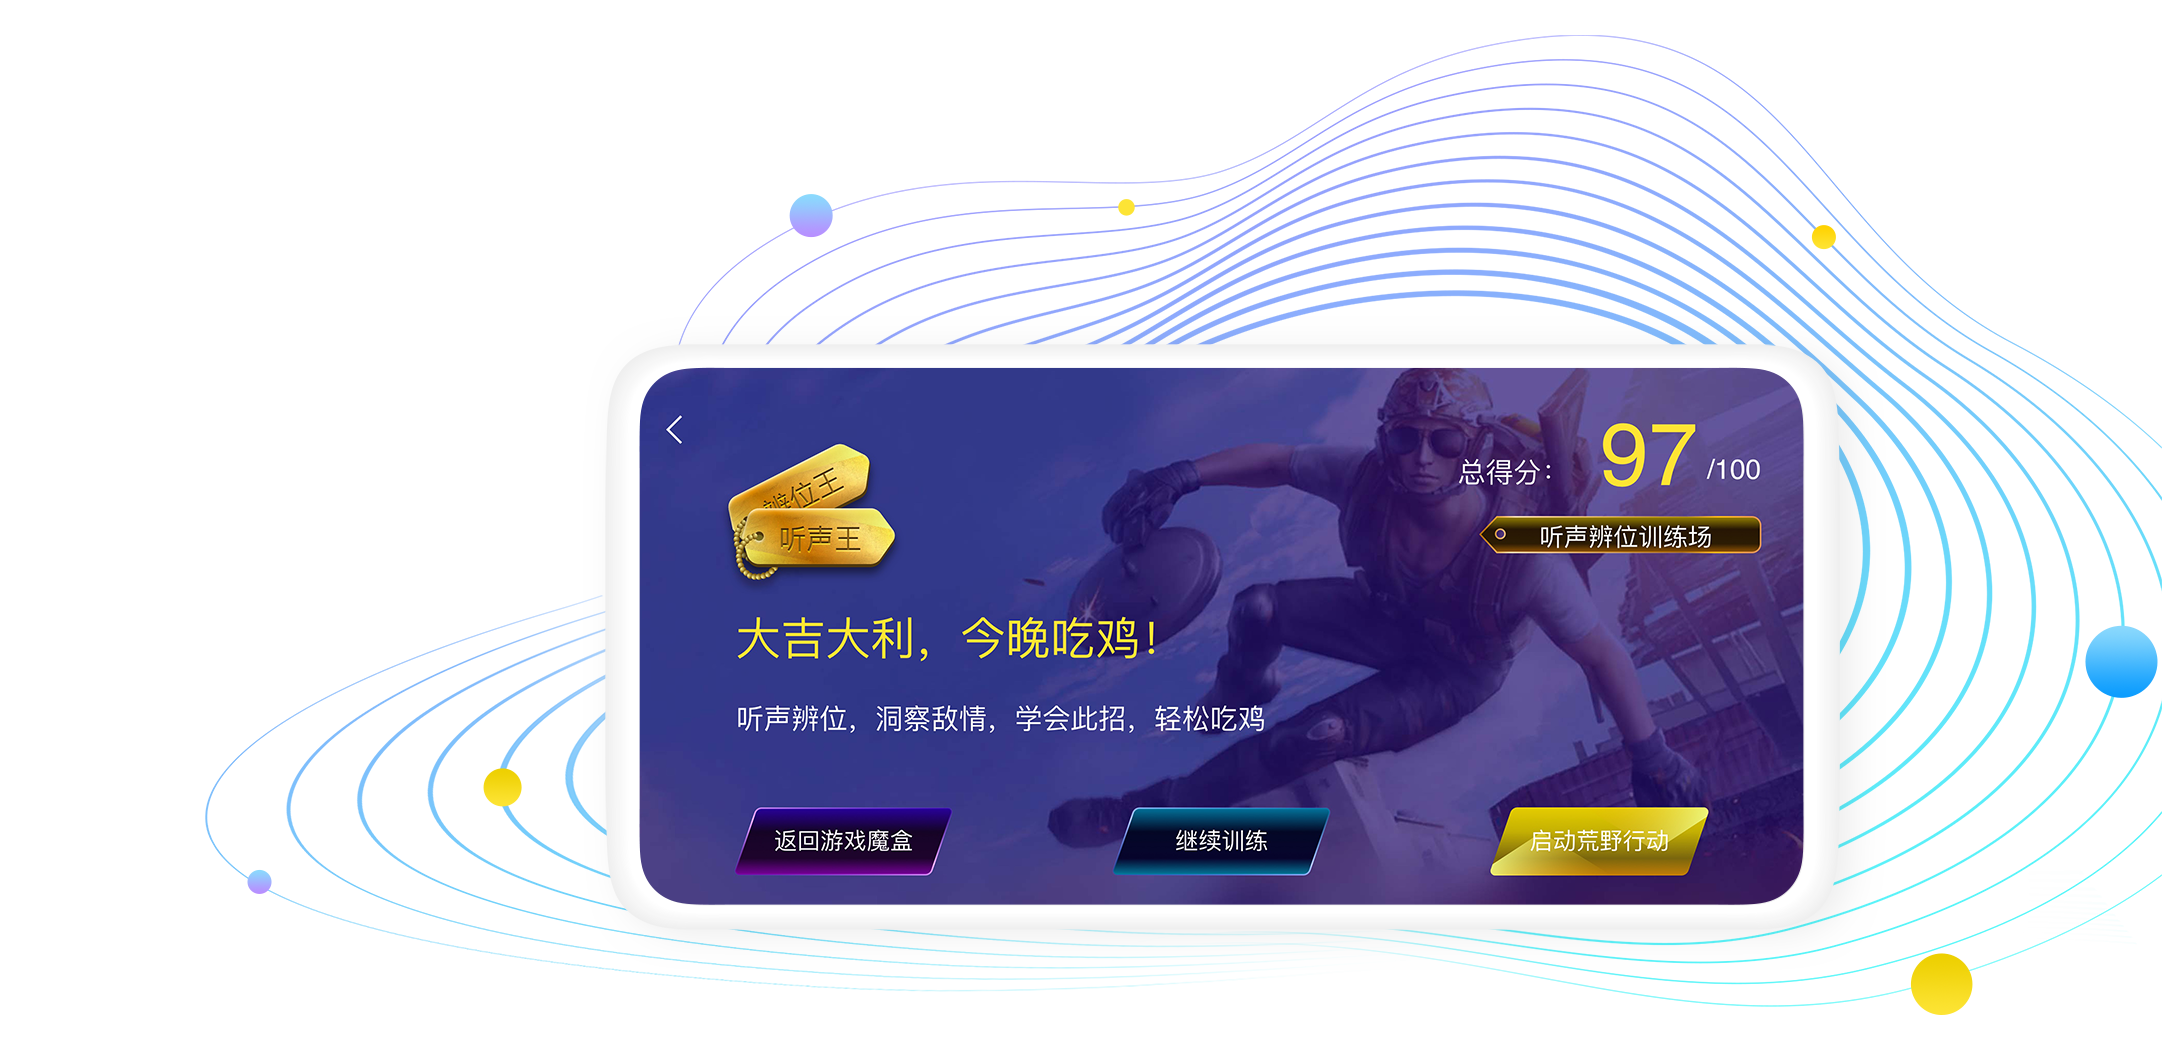 辨位王
听声王
总得分：
97 /100
听声辨位训练场
大吉大利，今晚吃鸡！
听声辨位，洞察敌情，学会此招，轻松吃鸡
返回游戏魔盒
继续训练
启动荒野行动